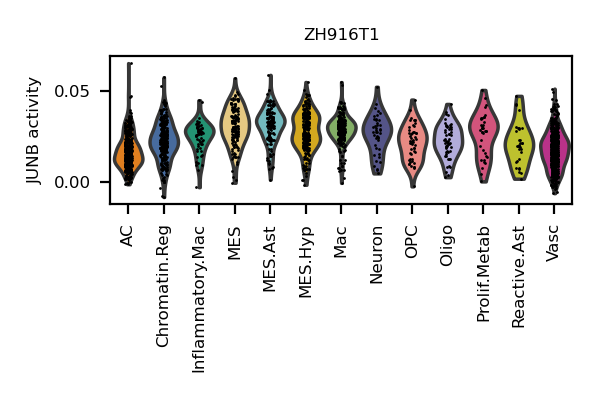 ZH916T1
JUNB activity
0.05
0.00
AC
Chromatin.Reg
Inflammatory.Mac
MES
MES.Ast
MES.Hyp
Mac
Neuron
OPC
Oligo
Prolif.Metab
Reactive.Ast
Vasc